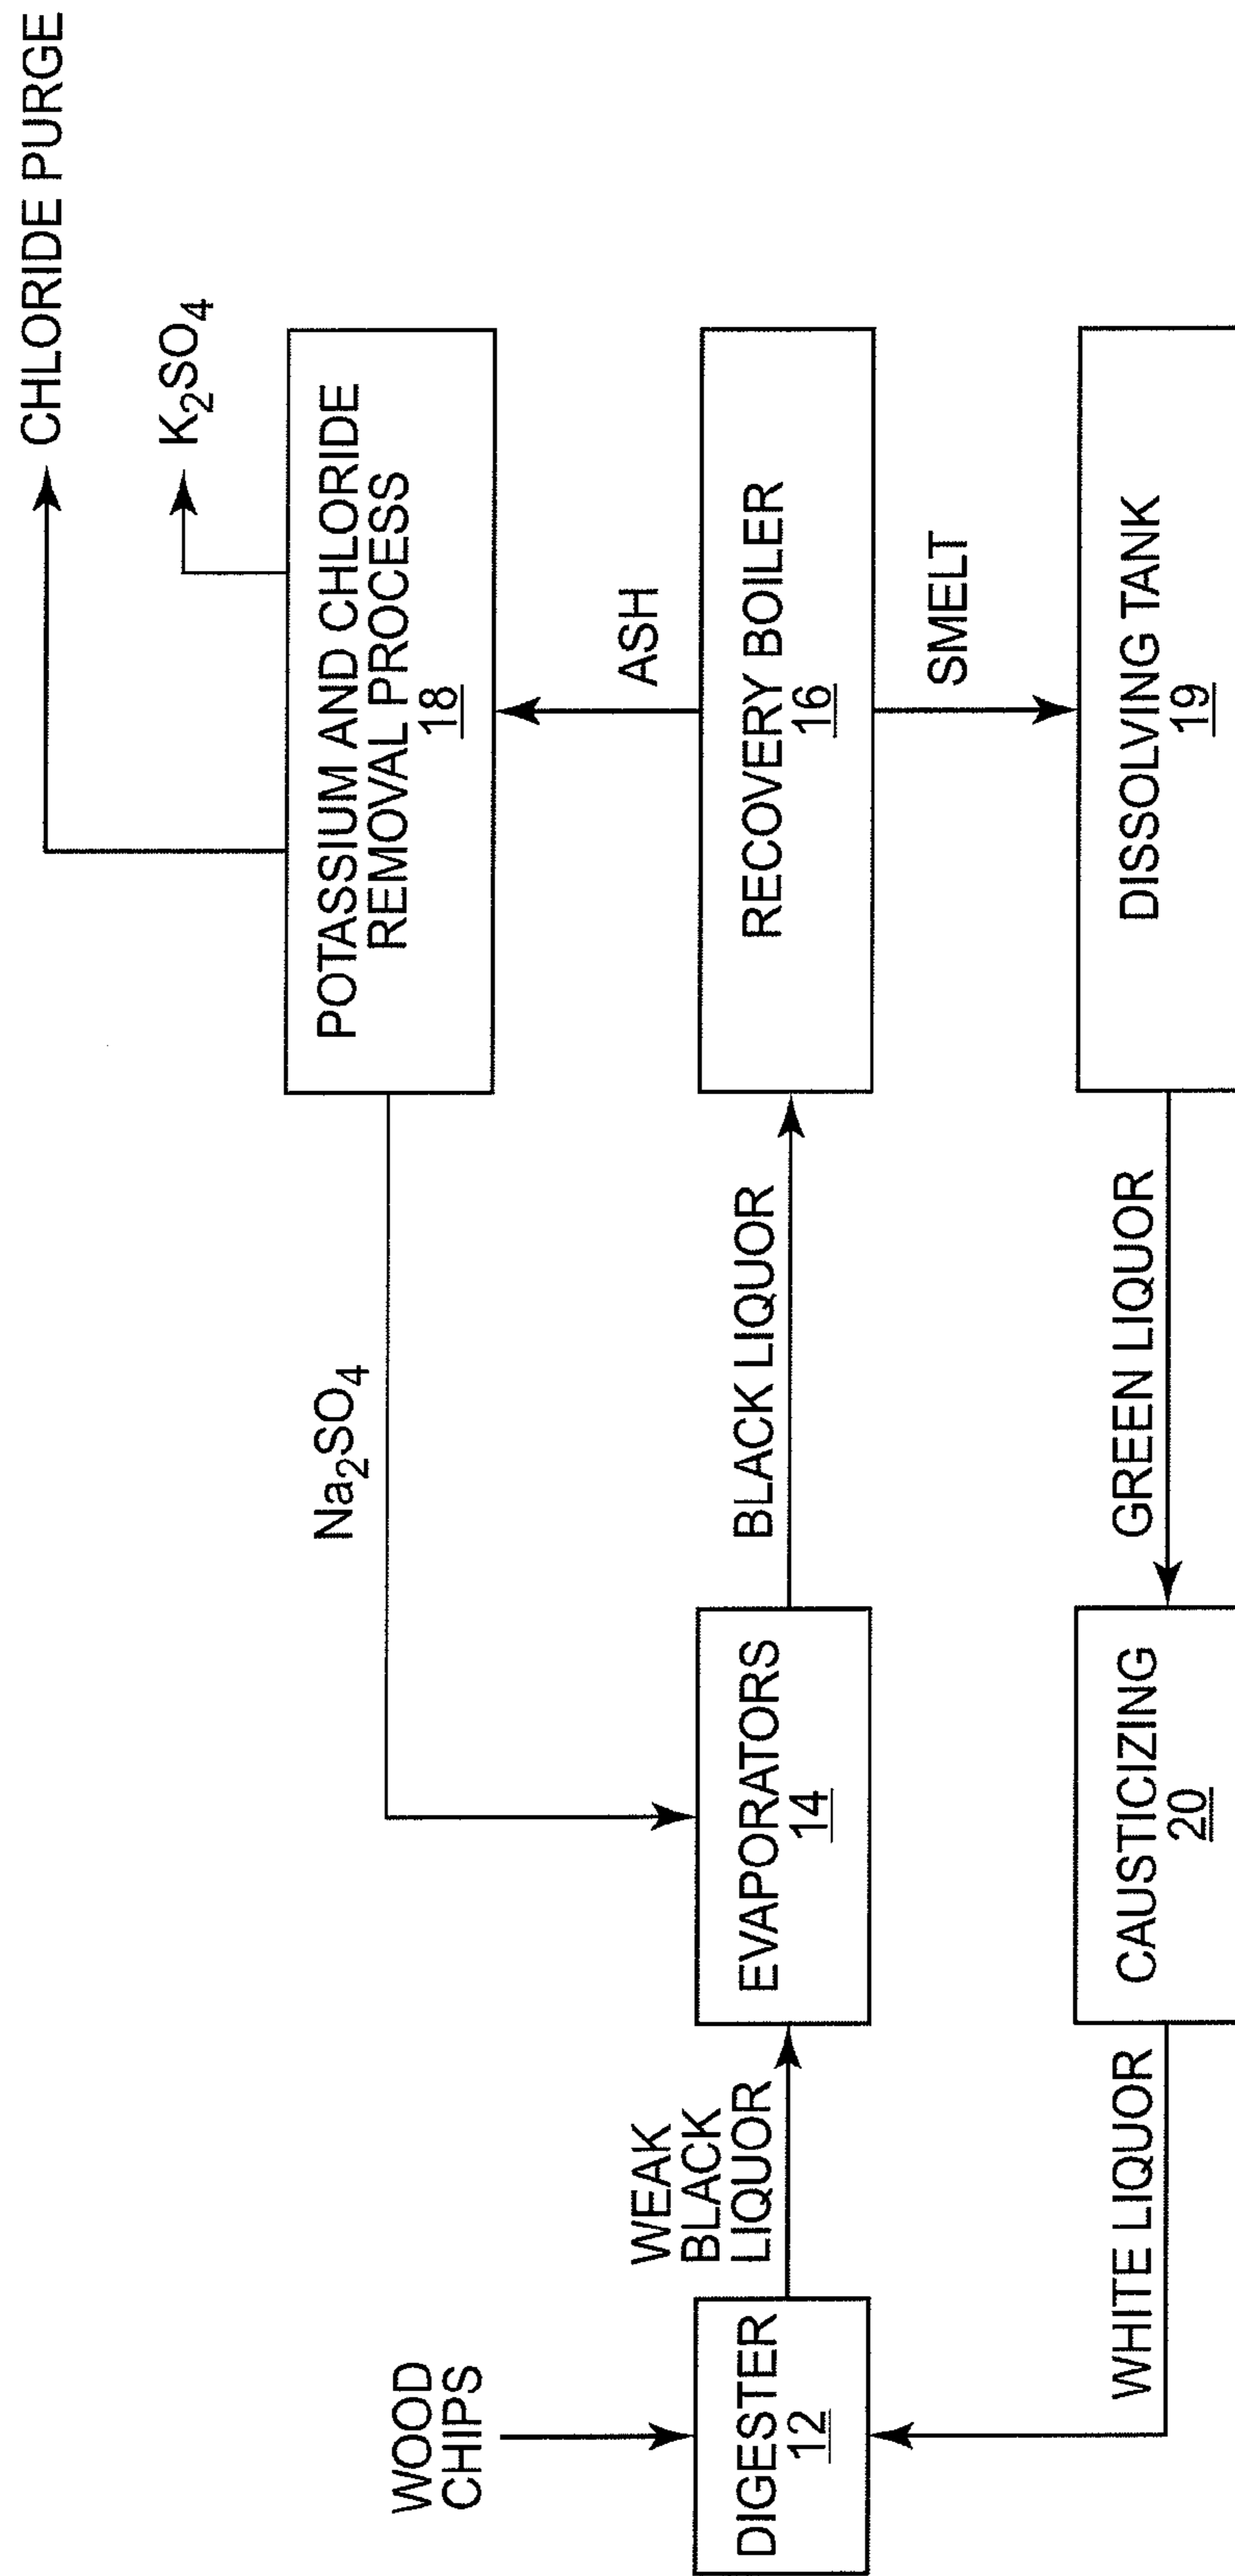 CHLORIDE PURGE
K₂SO₄
POTASSIUM AND CHLORIDE
REMOVAL PROCESS
18
Na₂SO₄
ASH
WOOD
CHIPS
WEAK
BLACK
LIQUOR
BLACK LIQUOR
DIGESTER
12
EVAPORATORS
14
RECOVERY BOILER
16
SMELT
WHITE LIQUOR
GREEN LIQUOR
CAUSTICIZING
20
DISSOLVING TANK
19